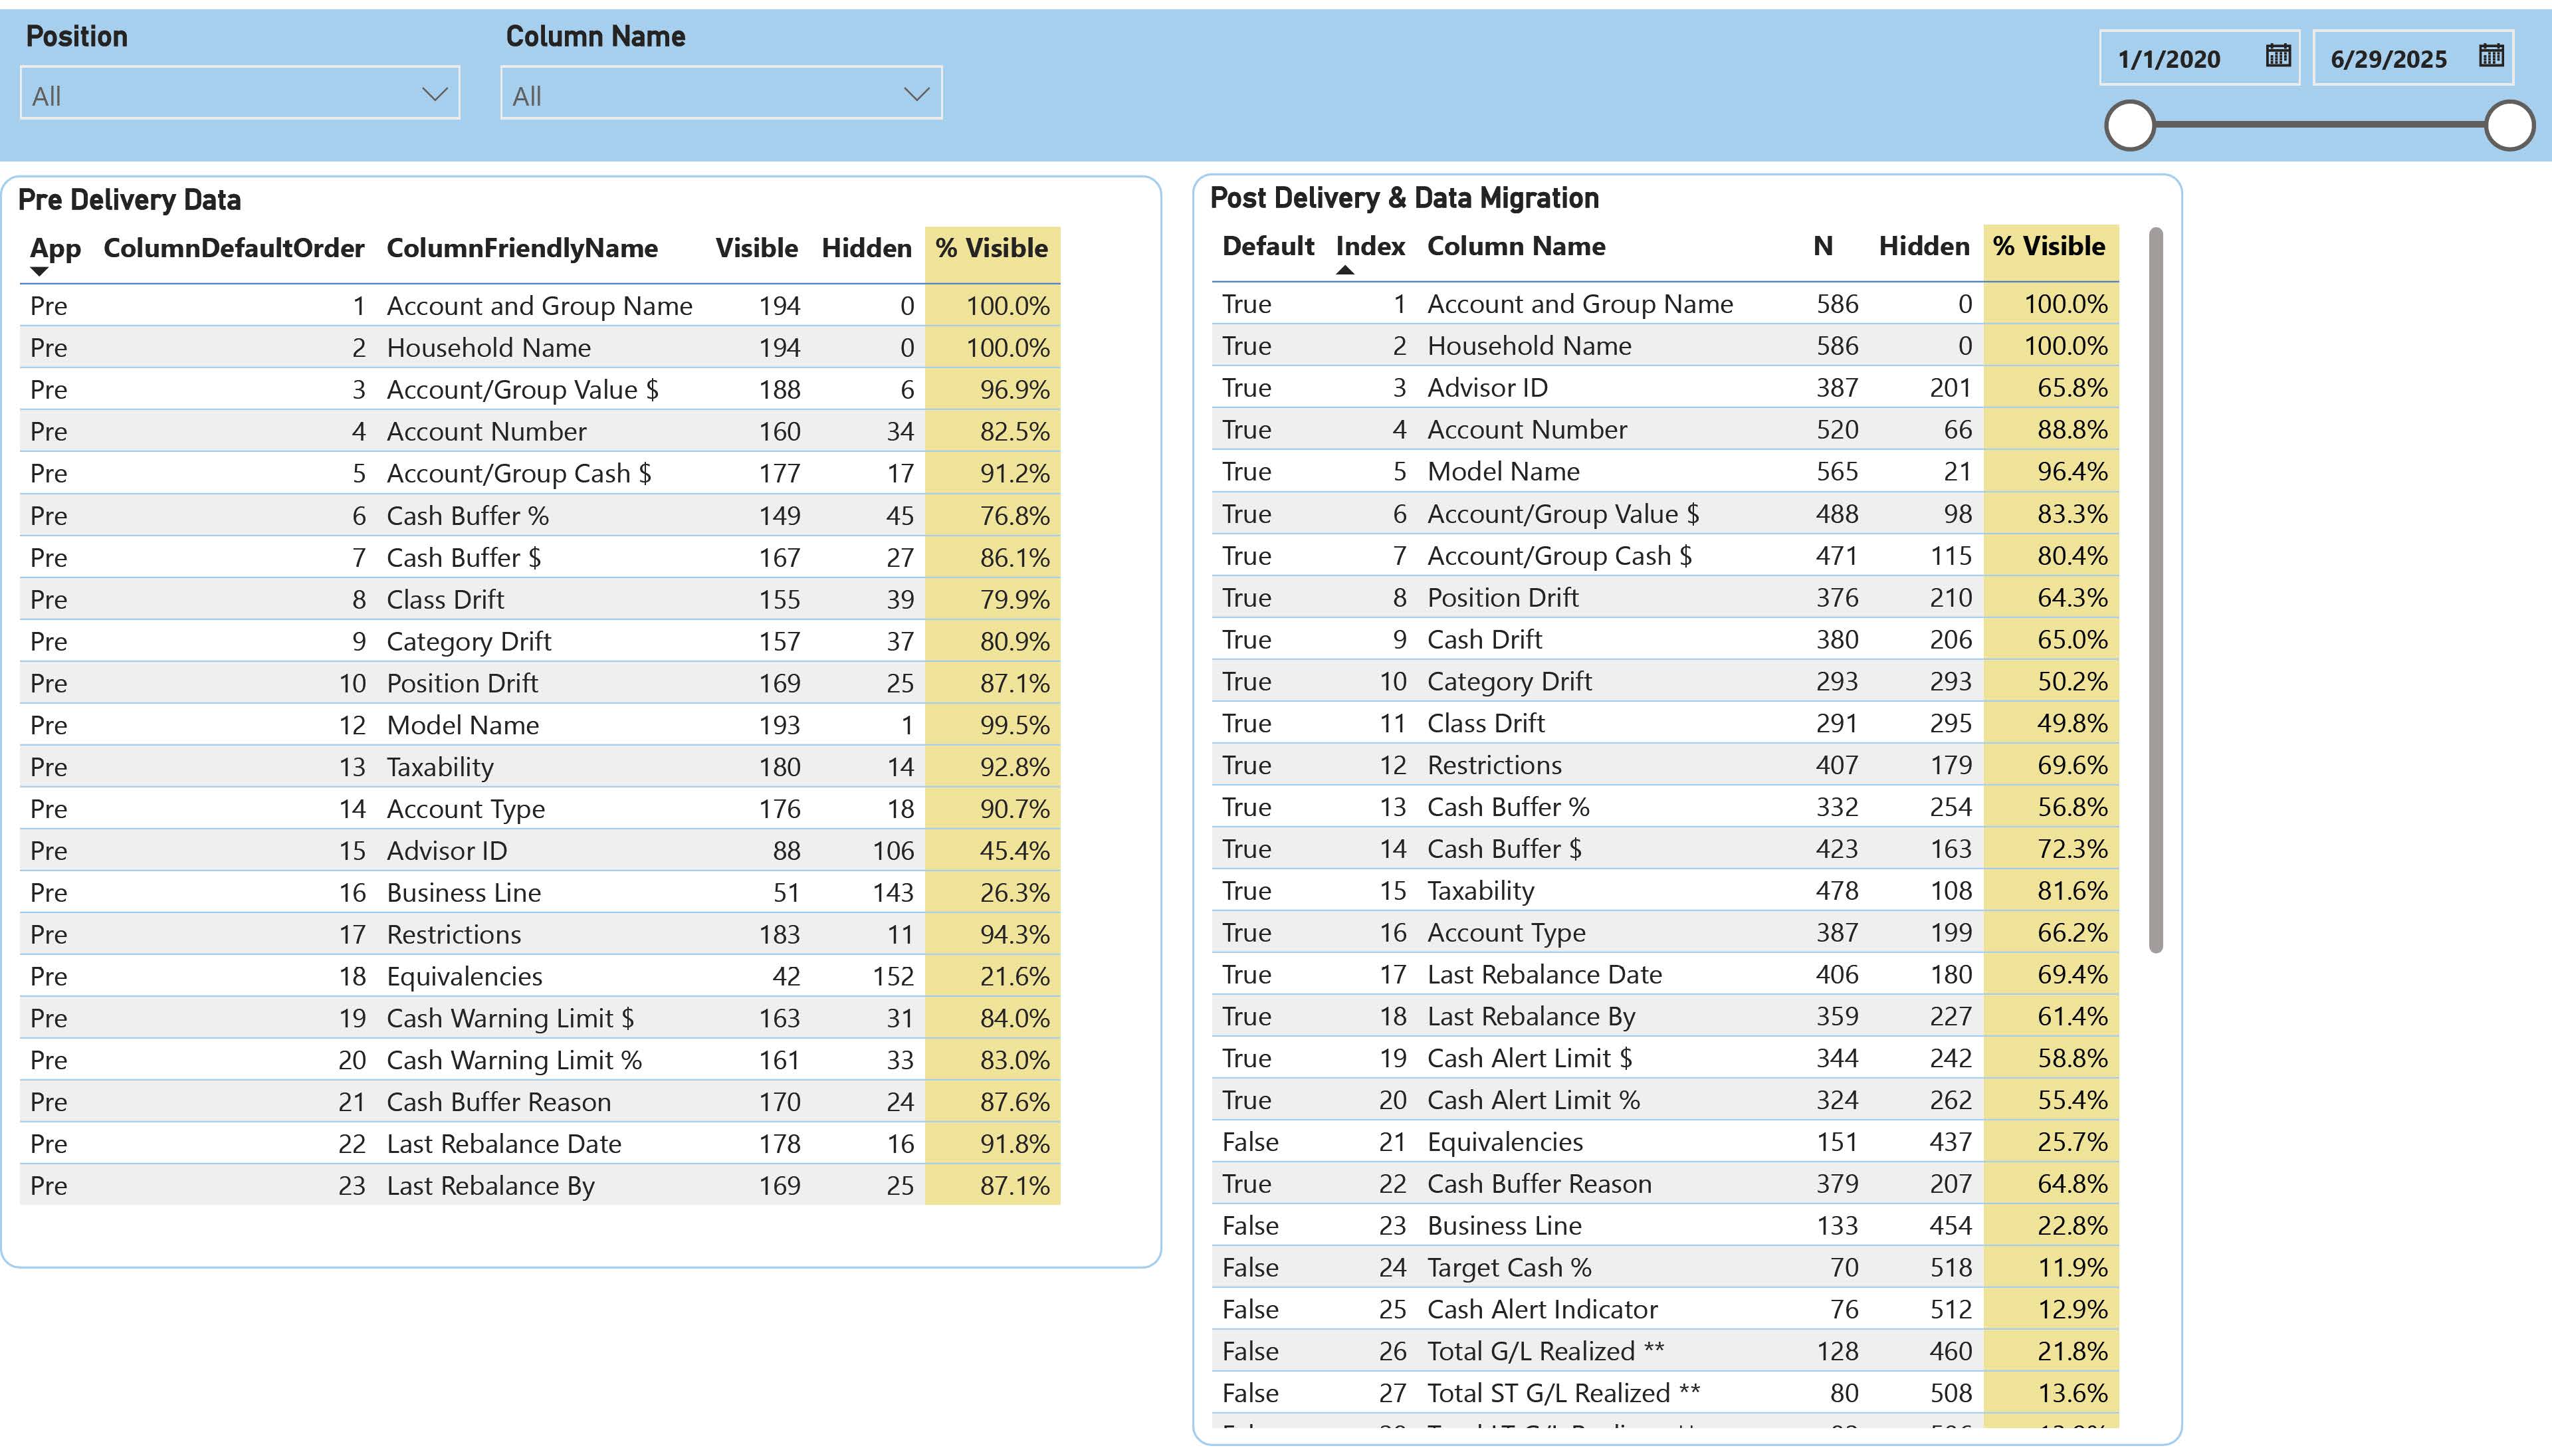 Position
Column Name
1/1/2020
6/29/2025
All
All
Pre Delivery Data
App ColumnDefaultOrder ColumnFriendlyName Visible Hidden % Visible
Pre 1 Account and Group Name 194 0 100.0%
Pre 2 Household Name 194 0 100.0%
Pre 3 Account/Group Value $ 188 6 96.9%
Pre 4 Account Number 160 34 82.5%
Pre 5 Account/Group Cash $ 177 17 91.2%
Pre 6 Cash Buffer % 149 45 76.8%
Pre 7 Cash Buffer $ 167 27 86.1%
Pre 8 Class Drift 155 39 79.9%
Pre 9 Category Drift 157 37 80.9%
Pre 10 Position Drift 169 25 87.1%
Pre 12 Model Name 193 1 99.5%
Pre 13 Taxability 180 14 92.8%
Pre 14 Account Type 176 18 90.7%
Pre 15 Advisor ID 88 106 45.4%
Pre 16 Business Line 51 143 26.3%
Pre 17 Restrictions 183 11 94.3%
Pre 18 Equivalencies 42 152 21.6%
Pre 19 Cash Warning Limit $ 163 31 84.0%
Pre 20 Cash Warning Limit % 161 33 83.0%
Pre 21 Cash Buffer Reason 170 24 87.6%
Pre 22 Last Rebalance Date 178 16 91.8%
Pre 23 Last Rebalance By 169 25 87.1%
Post Delivery & Data Migration
Default Index Column Name N Hidden % Visible
True 1 Account and Group Name 586 0 100.0%
True 2 Household Name 586 0 100.0%
True 3 Advisor ID 387 201 65.8%
True 4 Account Number 520 66 88.8%
True 5 Model Name 565 21 96.4%
True 6 Account/Group Value $ 488 98 83.3%
True 7 Account/Group Cash $ 471 115 80.4%
True 8 Position Drift 376 210 64.3%
True 9 Cash Drift 380 206 65.0%
True 10 Category Drift 293 293 50.2%
True 11 Class Drift 291 295 49.8%
True 12 Restrictions 407 179 69.6%
True 13 Cash Buffer % 332 254 56.8%
True 14 Cash Buffer $ 423 163 72.3%
True 15 Taxability 478 108 81.6%
True 16 Account Type 387 199 66.2%
True 17 Last Rebalance Date 406 180 69.4%
True 18 Last Rebalance By 359 227 61.4%
True 19 Cash Alert Limit $ 344 242 58.8%
True 20 Cash Alert Limit % 324 262 55.4%
False 21 Equivalencies 151 437 25.7%
True 22 Cash Buffer Reason 379 207 64.8%
False 23 Business Line 133 454 22.8%
False 24 Target Cash % 70 518 11.9%
False 25 Cash Alert Indicator 76 512 12.9%
False 26 Total G/L Realized ** 128 460 21.8%
False 27 Total ST G/L Realized ** 80 508 13.6%